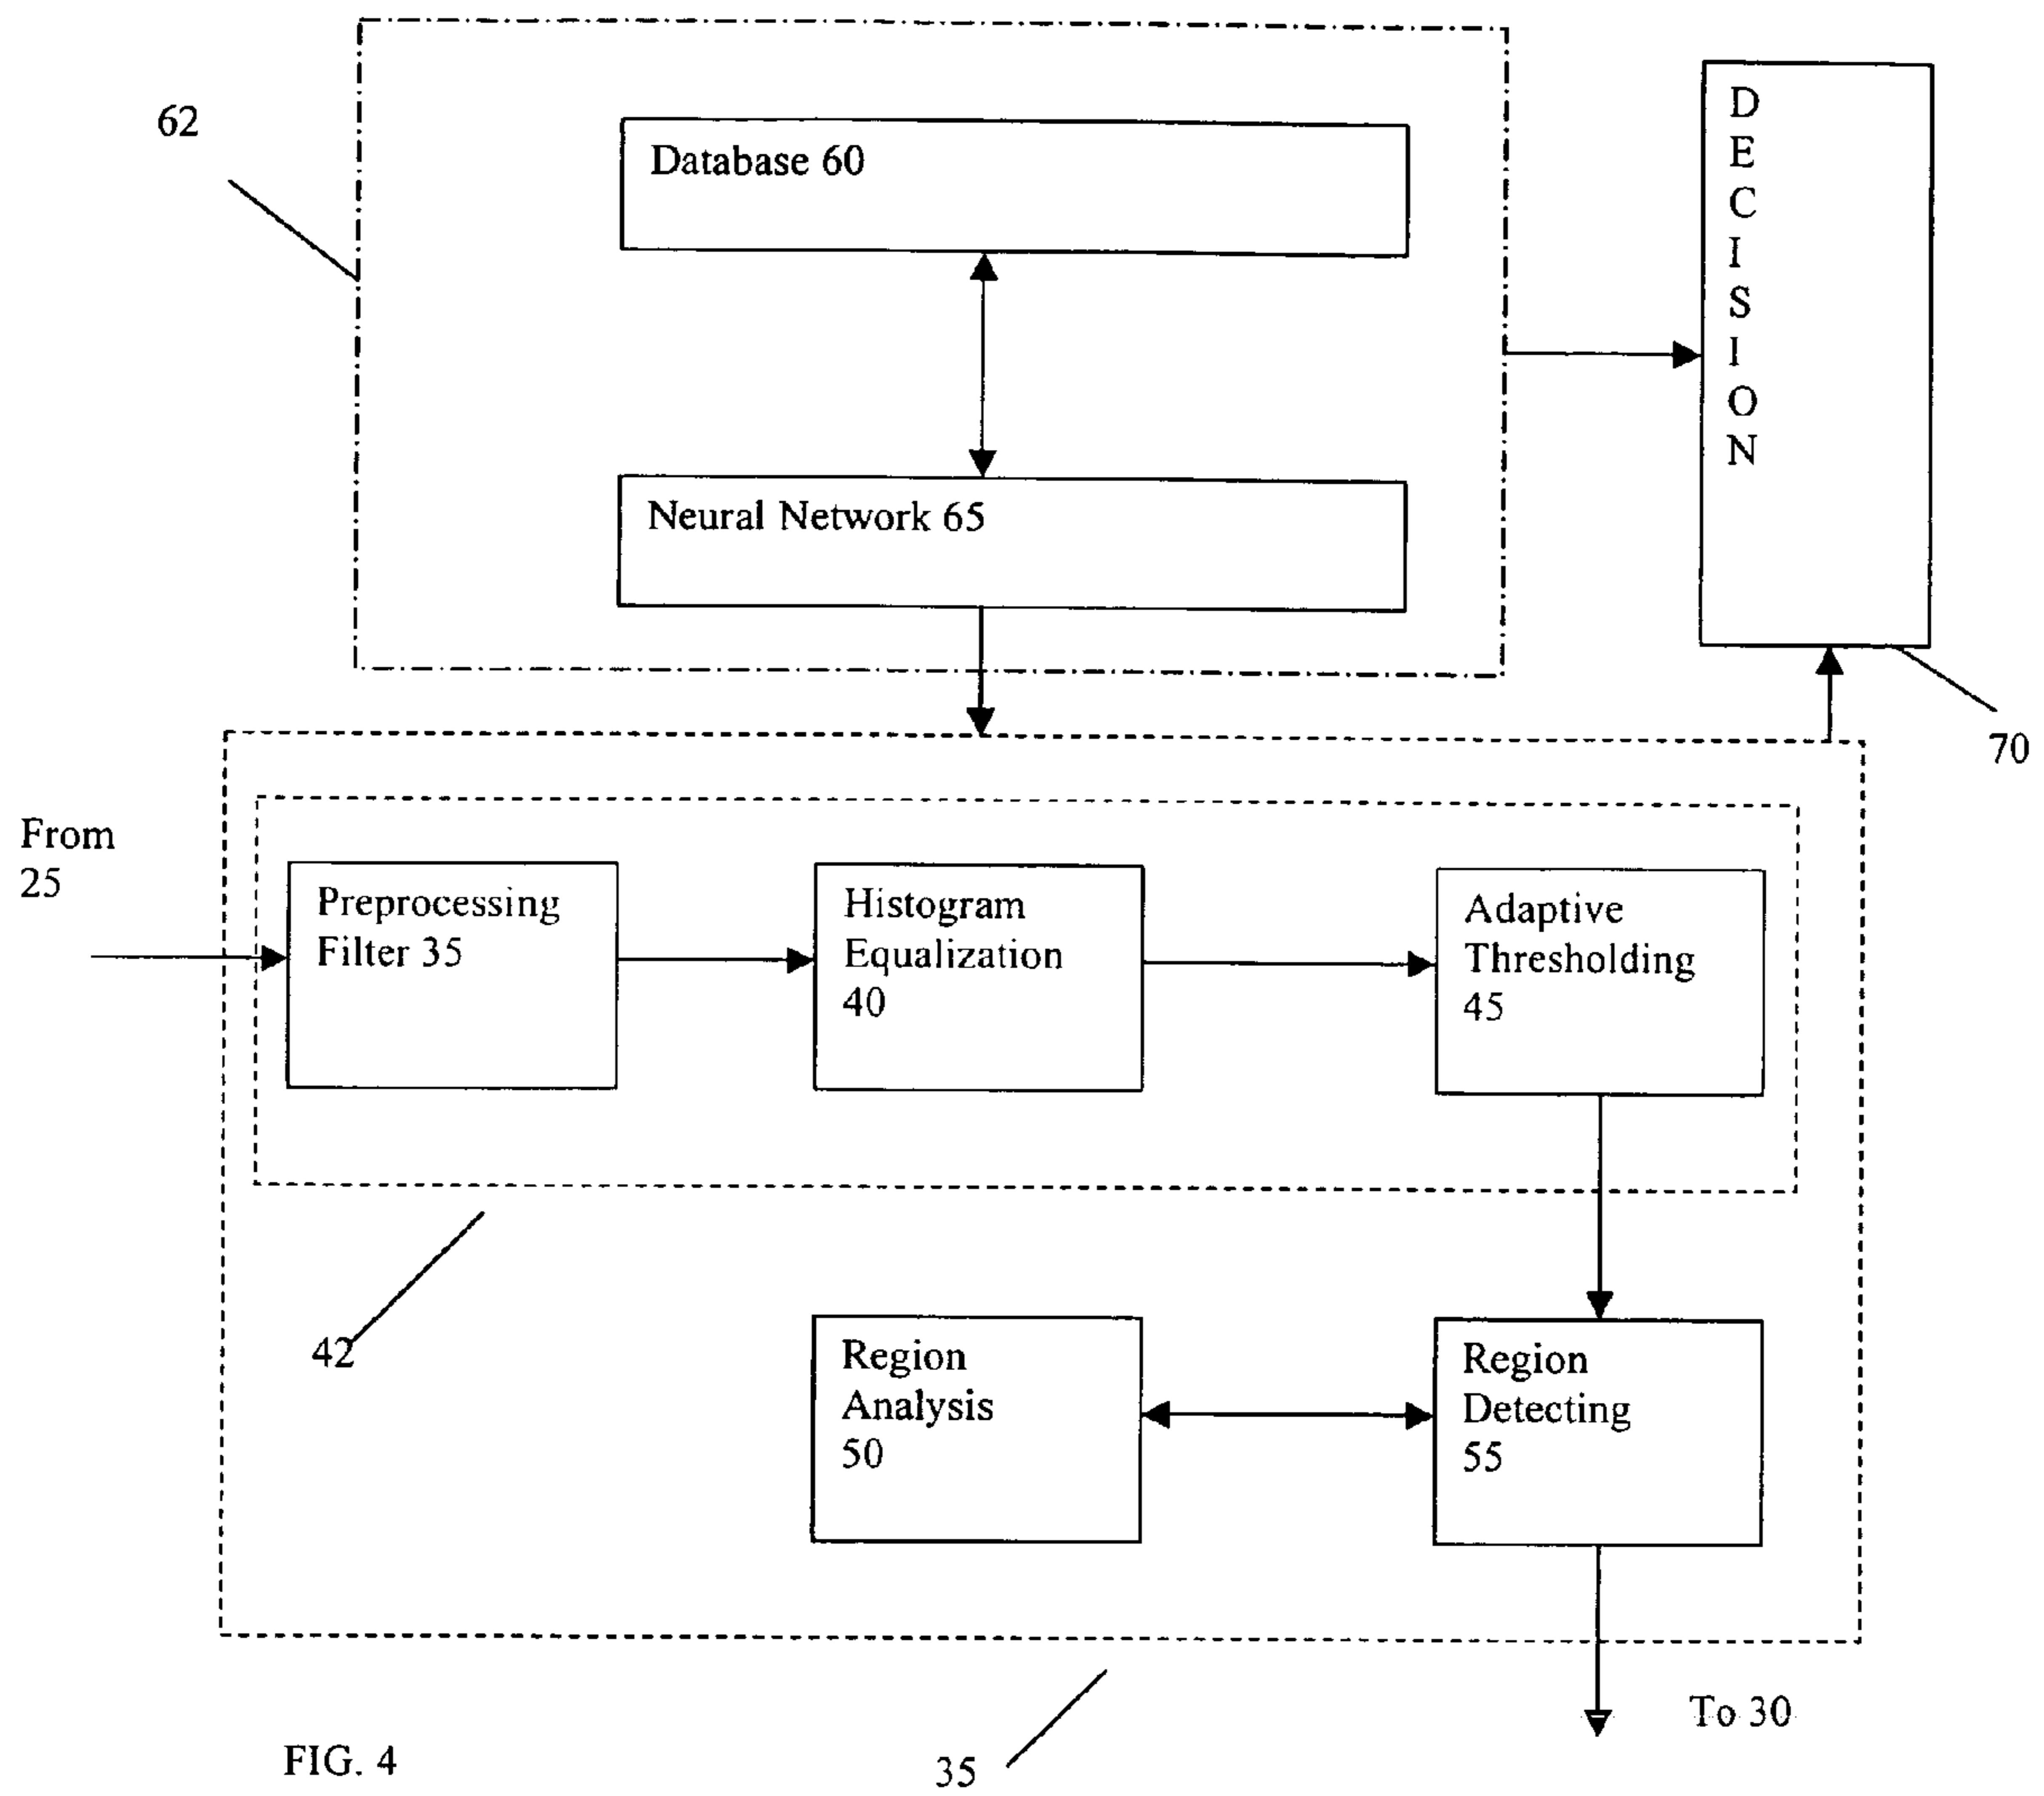 62
Database 60
D
E
C
I
S
I
O
N
Neural Network 65
70
From
25
Preprocessing
Filter 35
Histogram
Equalization
40
Adaptive
Thresholding
45
42
Region
Analysis
50
Region
Detecting
55
To 30
FIG. 4
35